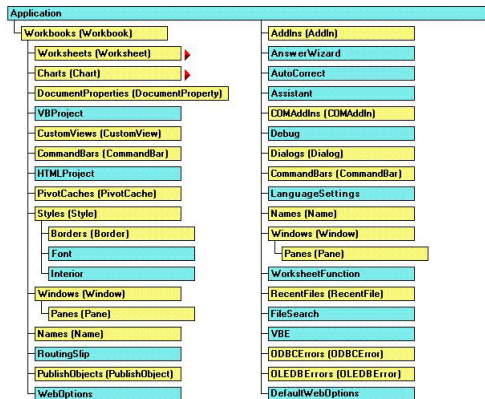 Application
Workbooks (Workbook)
Worksheets (Worksheet)
Charts (Chart)
DocumentProperties (DocumentProperty)
VBProject
CustomViews (CustomView)
CommandBars (CommandBar)
HTMLProject
PivotCaches (PivotCache)
Styles (Style)
Borders (Border)
Font
Interior
Windows (Window)
Panes (Pane)
Names (Name)
RoutingSlip
PublishObjects (PublishObject)
WebOptions
AddIns (AddIn)
AnswerWizard
AutoCorrect
Assistant
COMAddIns (COMAddIn)
Debug
Dialogs (Dialog)
CommandBars (CommandBar)
LanguageSettings
Names (Name)
Windows (Window)
Panes (Pane)
WorksheetFunction
RecentFiles (RecentFile)
FileSearch
VBE
ODBCErrors (ODBCError)
OLEDBErrors (OLEDBError)
DefaultWebOptions